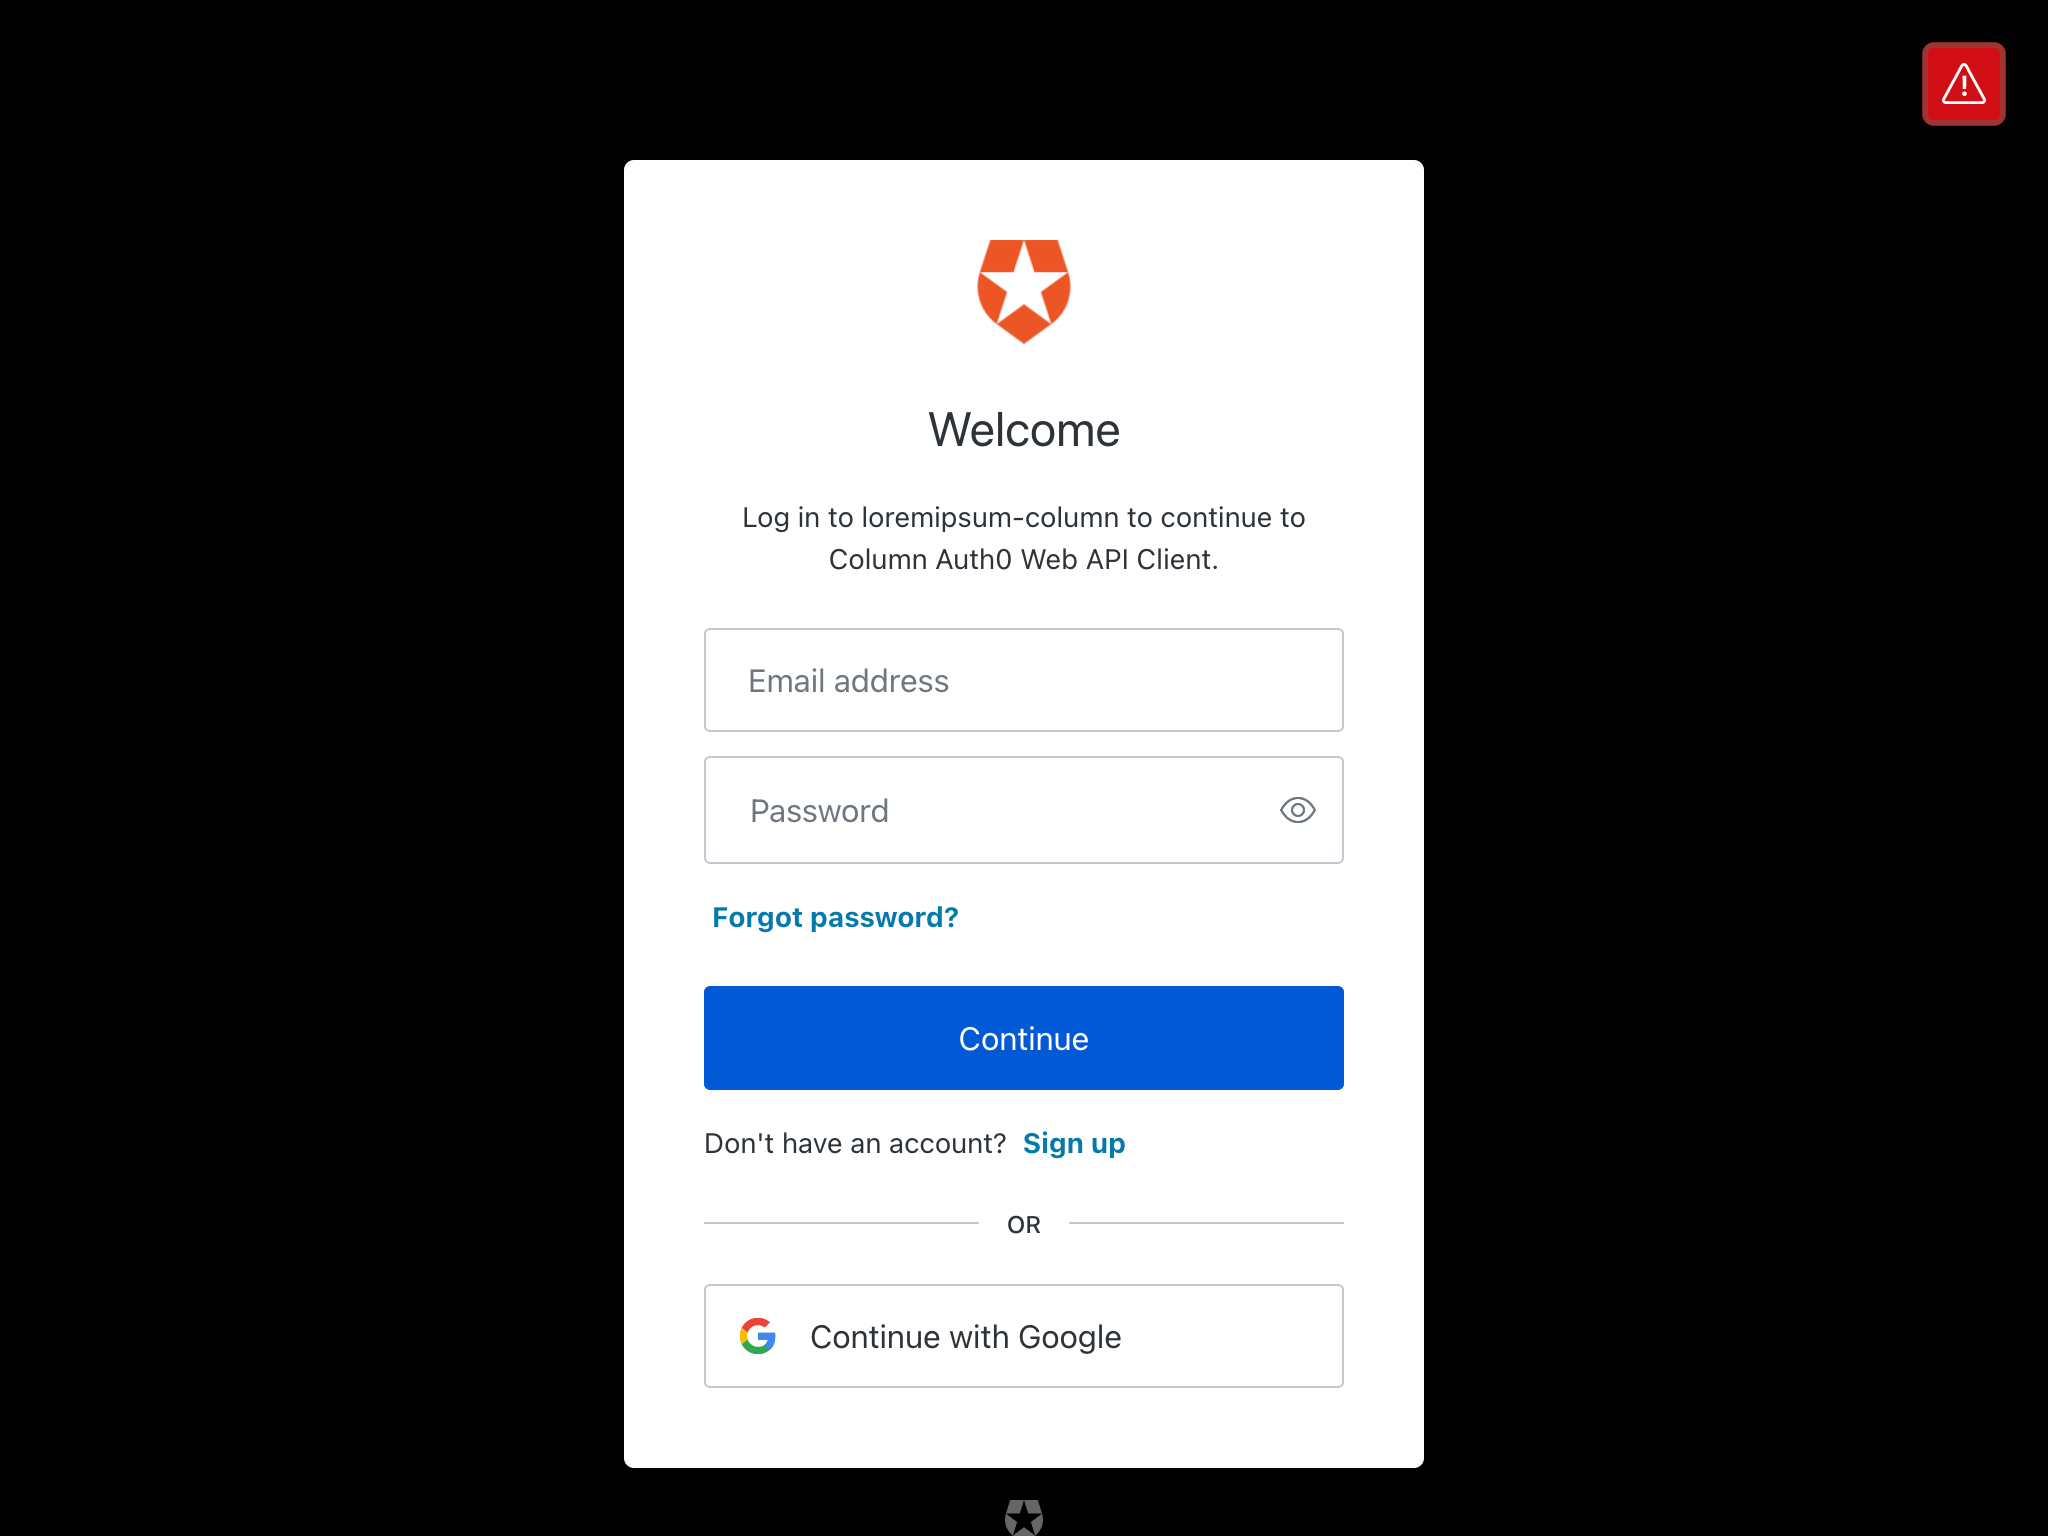 Welcome
Log in to loremipsum-column to continue to
Column Auth0 Web API Client.
Email address
Password
Forgot password?
Continue
Don't have an account? Sign up
OR
Continue with Google